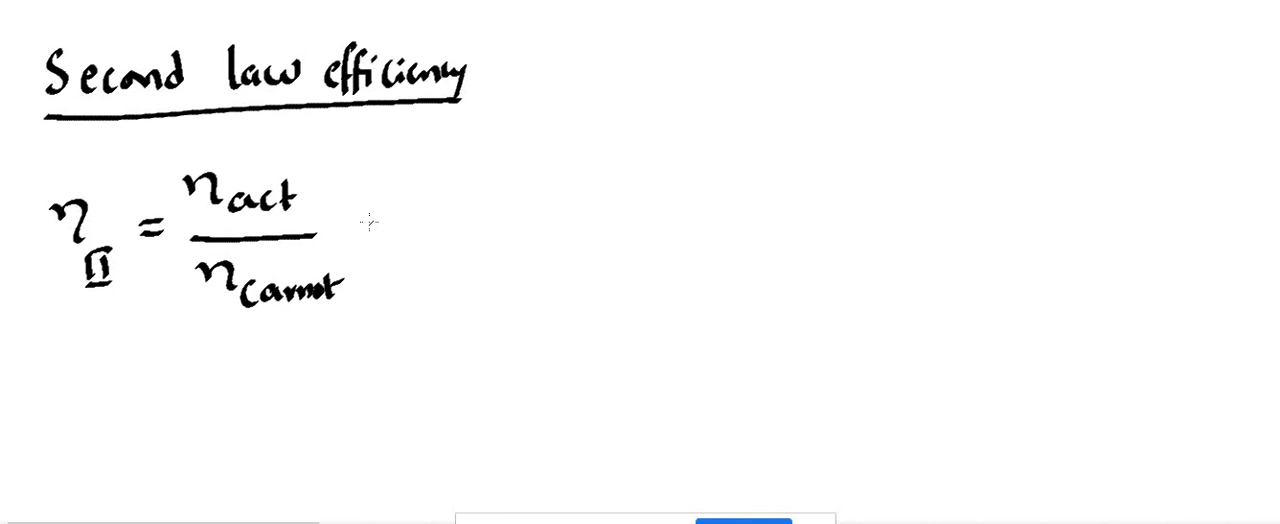 Second law efficiency
η_II = η_act / η_Carnot